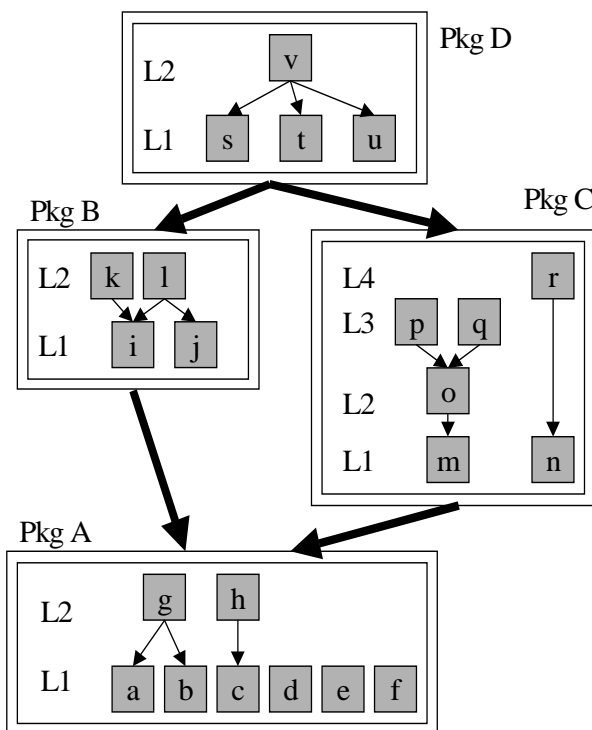 Pkg D
L2 v
L1 s t u
Pkg B
Pkg C
L2 k l
L1 i j
L4 r
L3 p q
L2 o
L1 m n
Pkg A
L2 g h
L1 a b c d e f